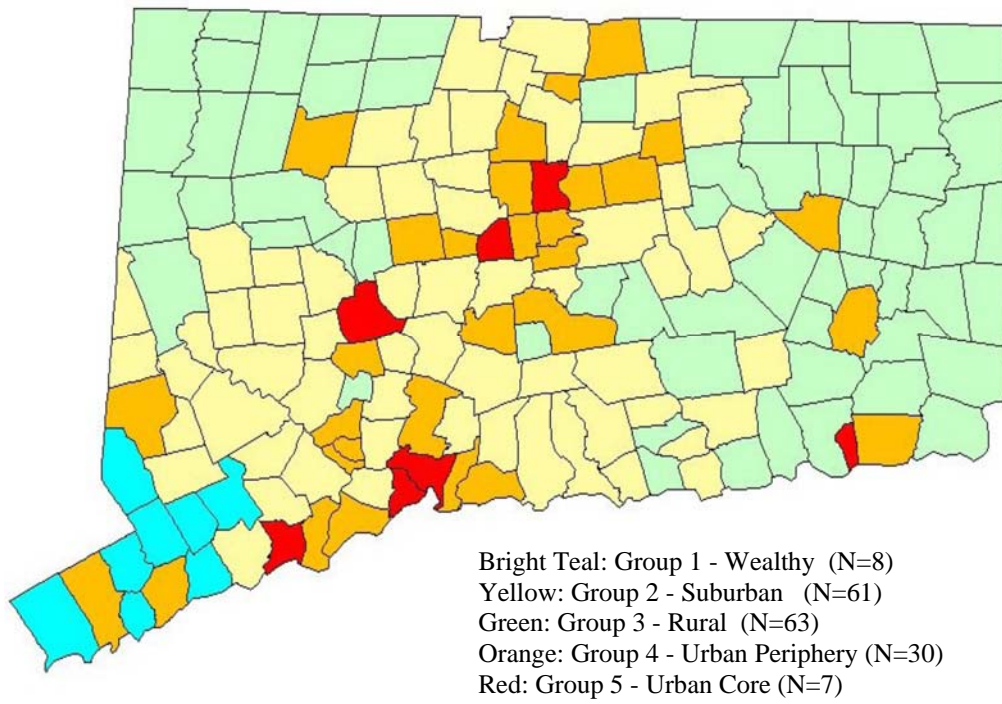 Bright Teal: Group 1 - Wealthy (N=8)
Yellow: Group 2 - Suburban (N=61)
Green: Group 3 - Rural (N=63)
Orange: Group 4 - Urban Periphery (N=30)
Red: Group 5 - Urban Core (N=7)